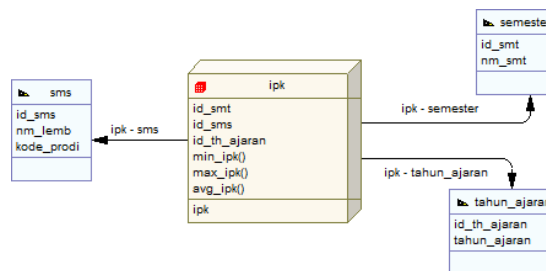 sms
id_sms
nm_lemb
kode_prodi
ipk - sms
ipk
id_smt
id_sms
id_th_ajaran
min_ipk()
max_ipk()
avg_ipk()
ipk
ipk - semester
semester
id_smt
nm_smt
ipk - tahun_ajaran
tahun_ajaran
id_th_ajaran
tahun_ajaran